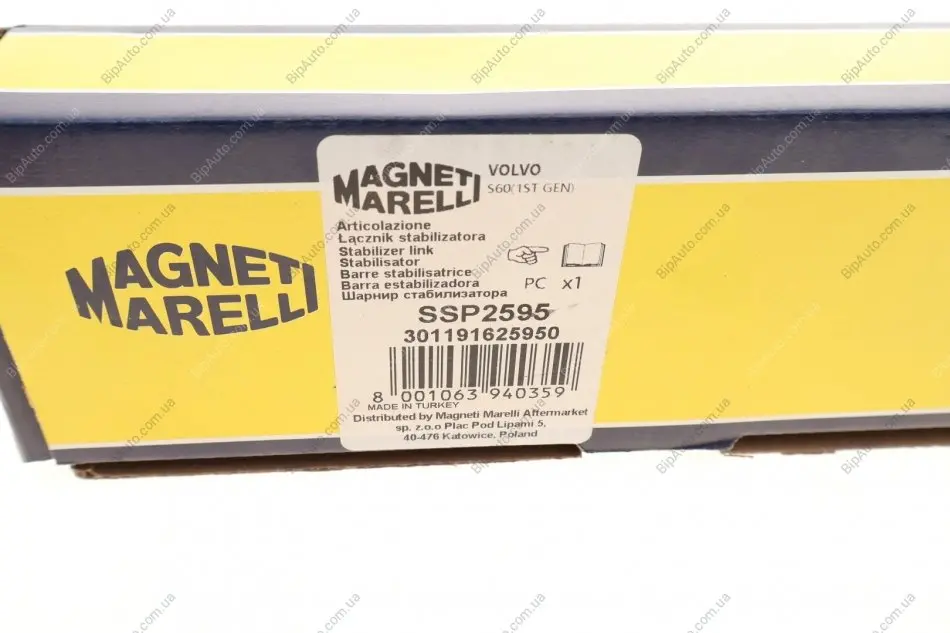 MAGNETI
MARELLI
MAGNETI
MARELLI
VOLVO
S60(1ST GEN)
Articolazione
Łącznik stabilizatora
Stabilizer link
Stabilisator
Barre stabilisatrice
Barra estabilizadora
Шарнир стабилизатора
PC x1
SSP2595
301191625950
8 001063 940359
MADE IN TURKEY
Distributed by Magneti Marelli Aftermarket
sp. z.o.o Plac Pod Lipami 5,
40-476 Katowice, Poland
BipAuto.com.ua